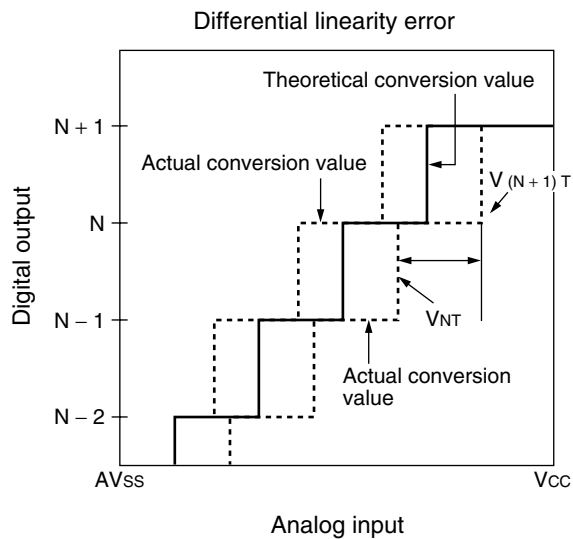 Differential linearity error
Theoretical conversion value
N + 1
Actual conversion value
V (N + 1) T
N
Digital output
N − 1
VNT
Actual conversion
value
N − 2
AVSS
VCC
Analog input